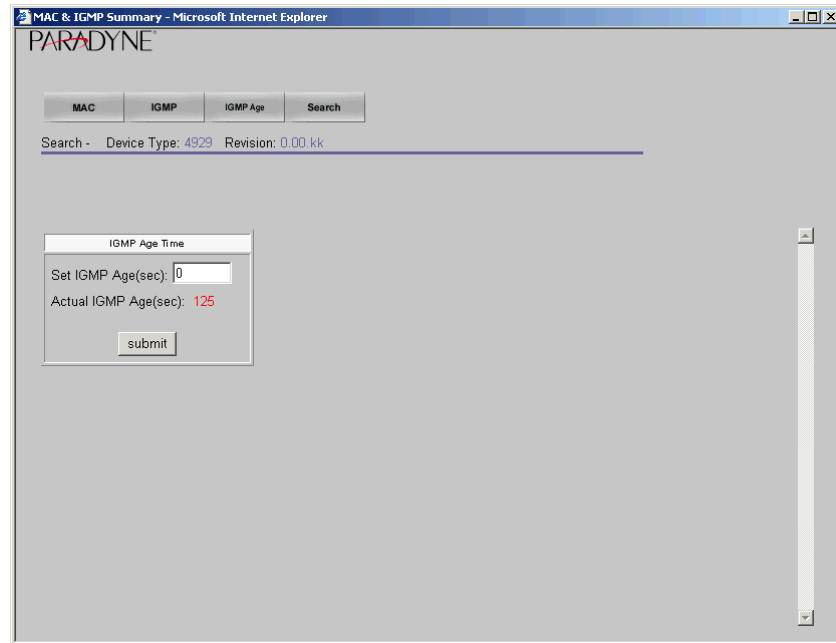 MAC & IGMP Summary - Microsoft Internet Explorer
PARADYNE®
MAC IGMP IGMP Age Search
Search - Device Type: 4929 Revision: 0.00.kk
IGMP Age Time
Set IGMP Age(sec): 0
Actual IGMP Age(sec): 125
submit